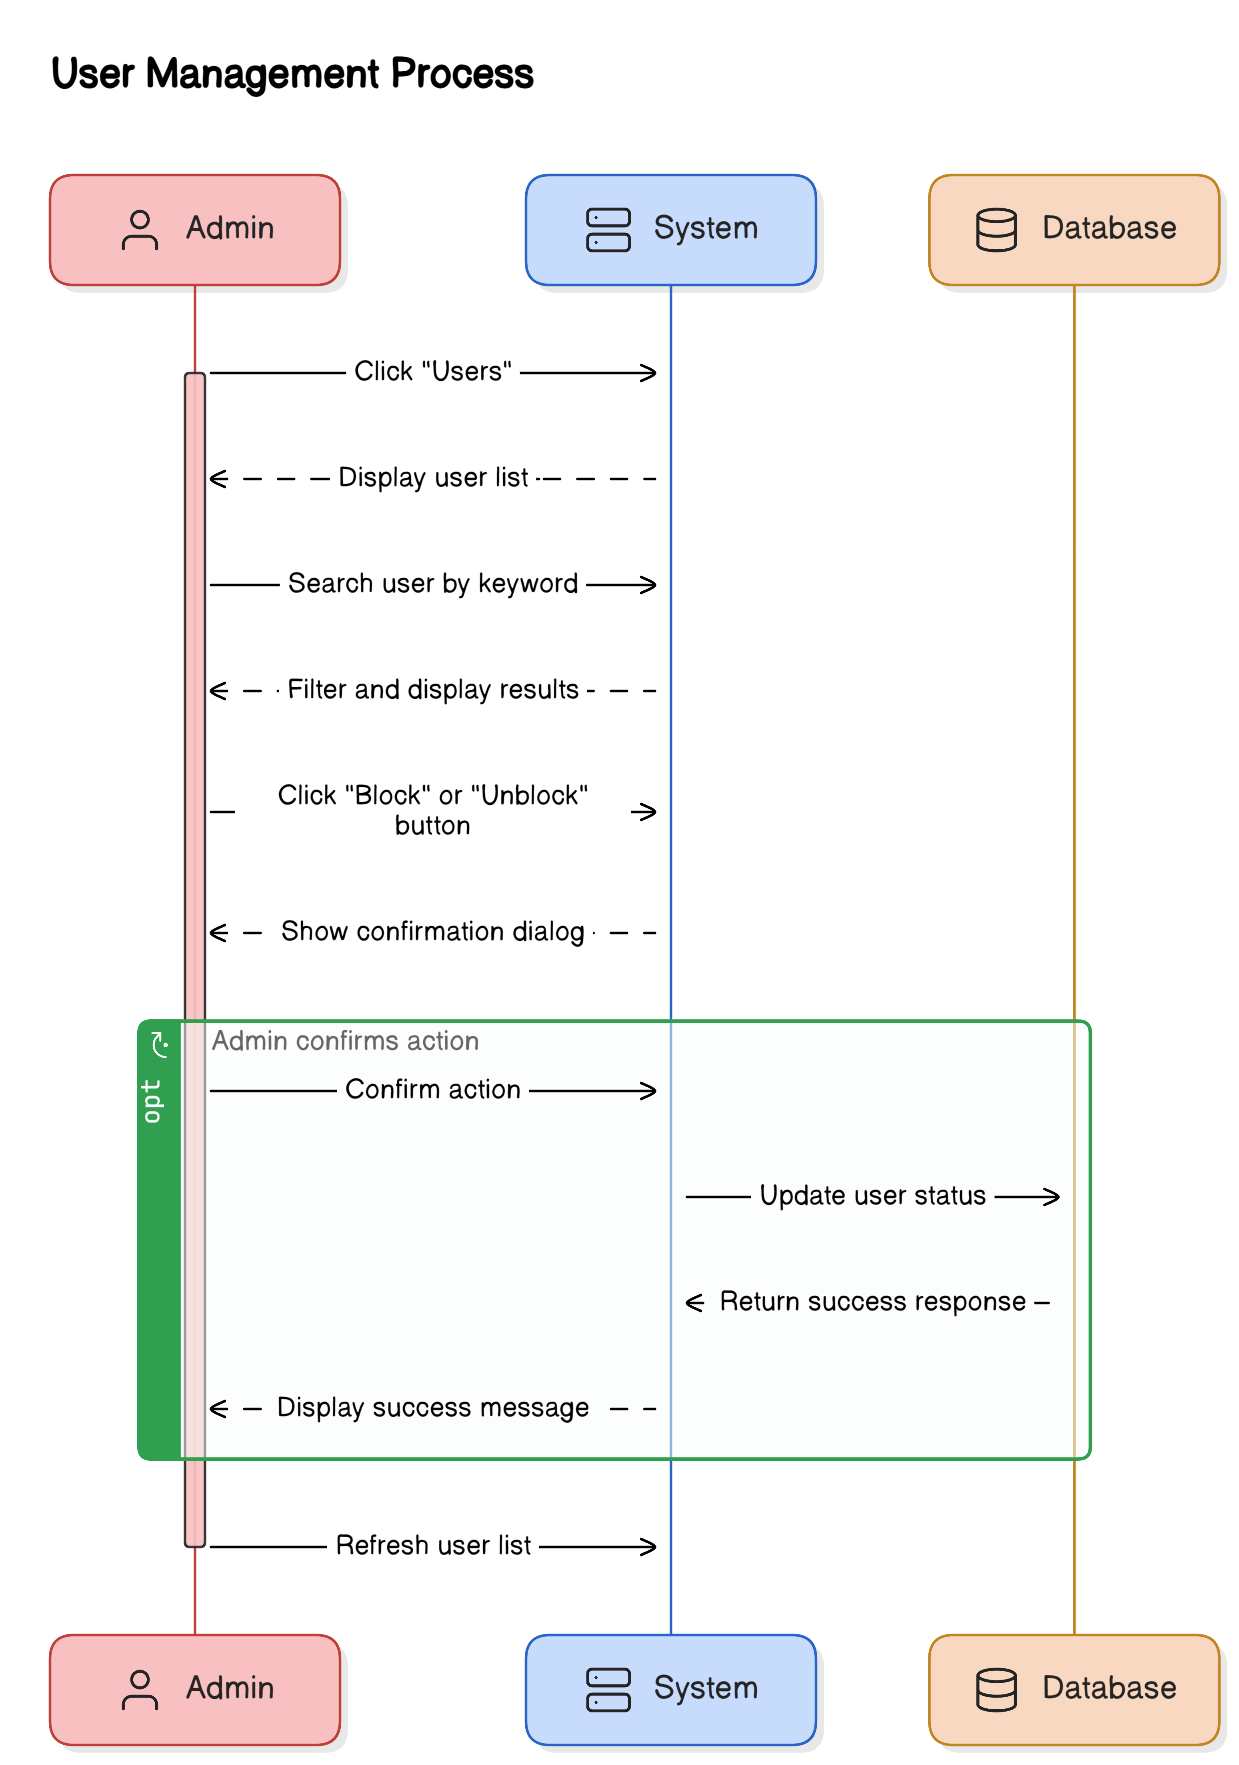 User Management Process
Admin
System
Database
Click "Users"
Display user list
Search user by keyword
Filter and display results
Click "Block" or "Unblock"
button
Show confirmation dialog
opt
Admin confirms action
Confirm action
Update user status
Return success response
Display success message
Refresh user list
Admin
System
Database